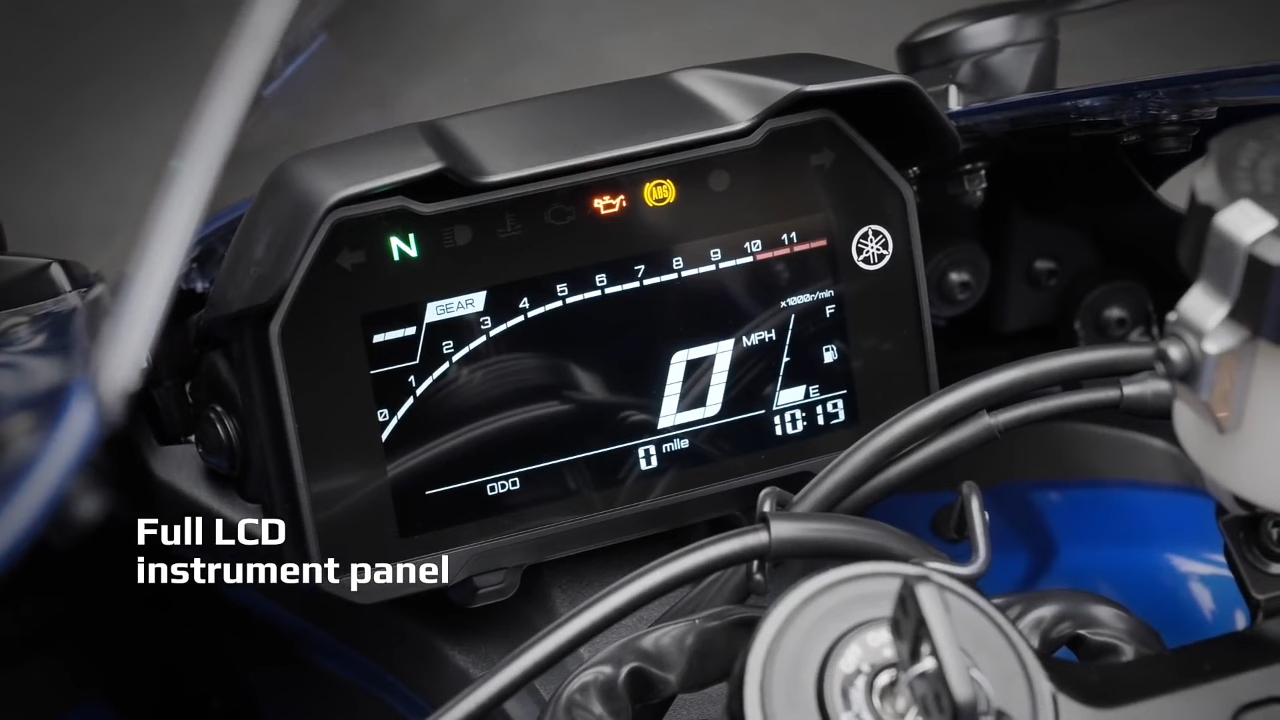 N
ABS
GEAR
0 1 2 3 4 5 6 7 8 9 10 11
x1000r/min
F
MPH
0
E
10:19
0 mile
ODO
Full LCD
instrument panel